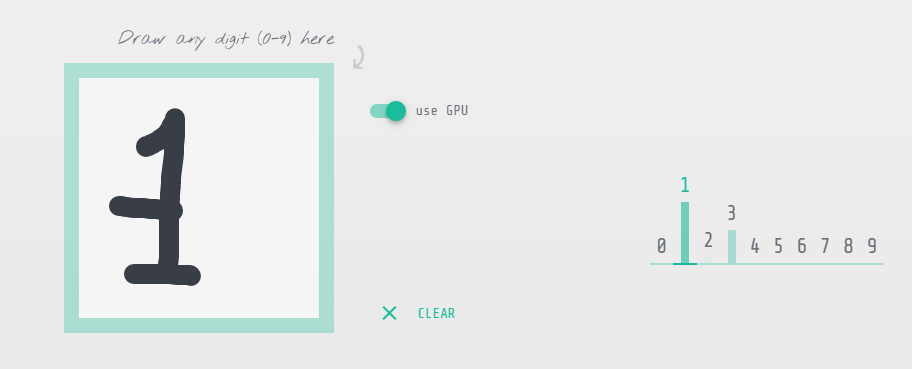 Draw any digit (0-9) here
use GPU
1
0 1 2 3 4 5 6 7 8 9
CLEAR